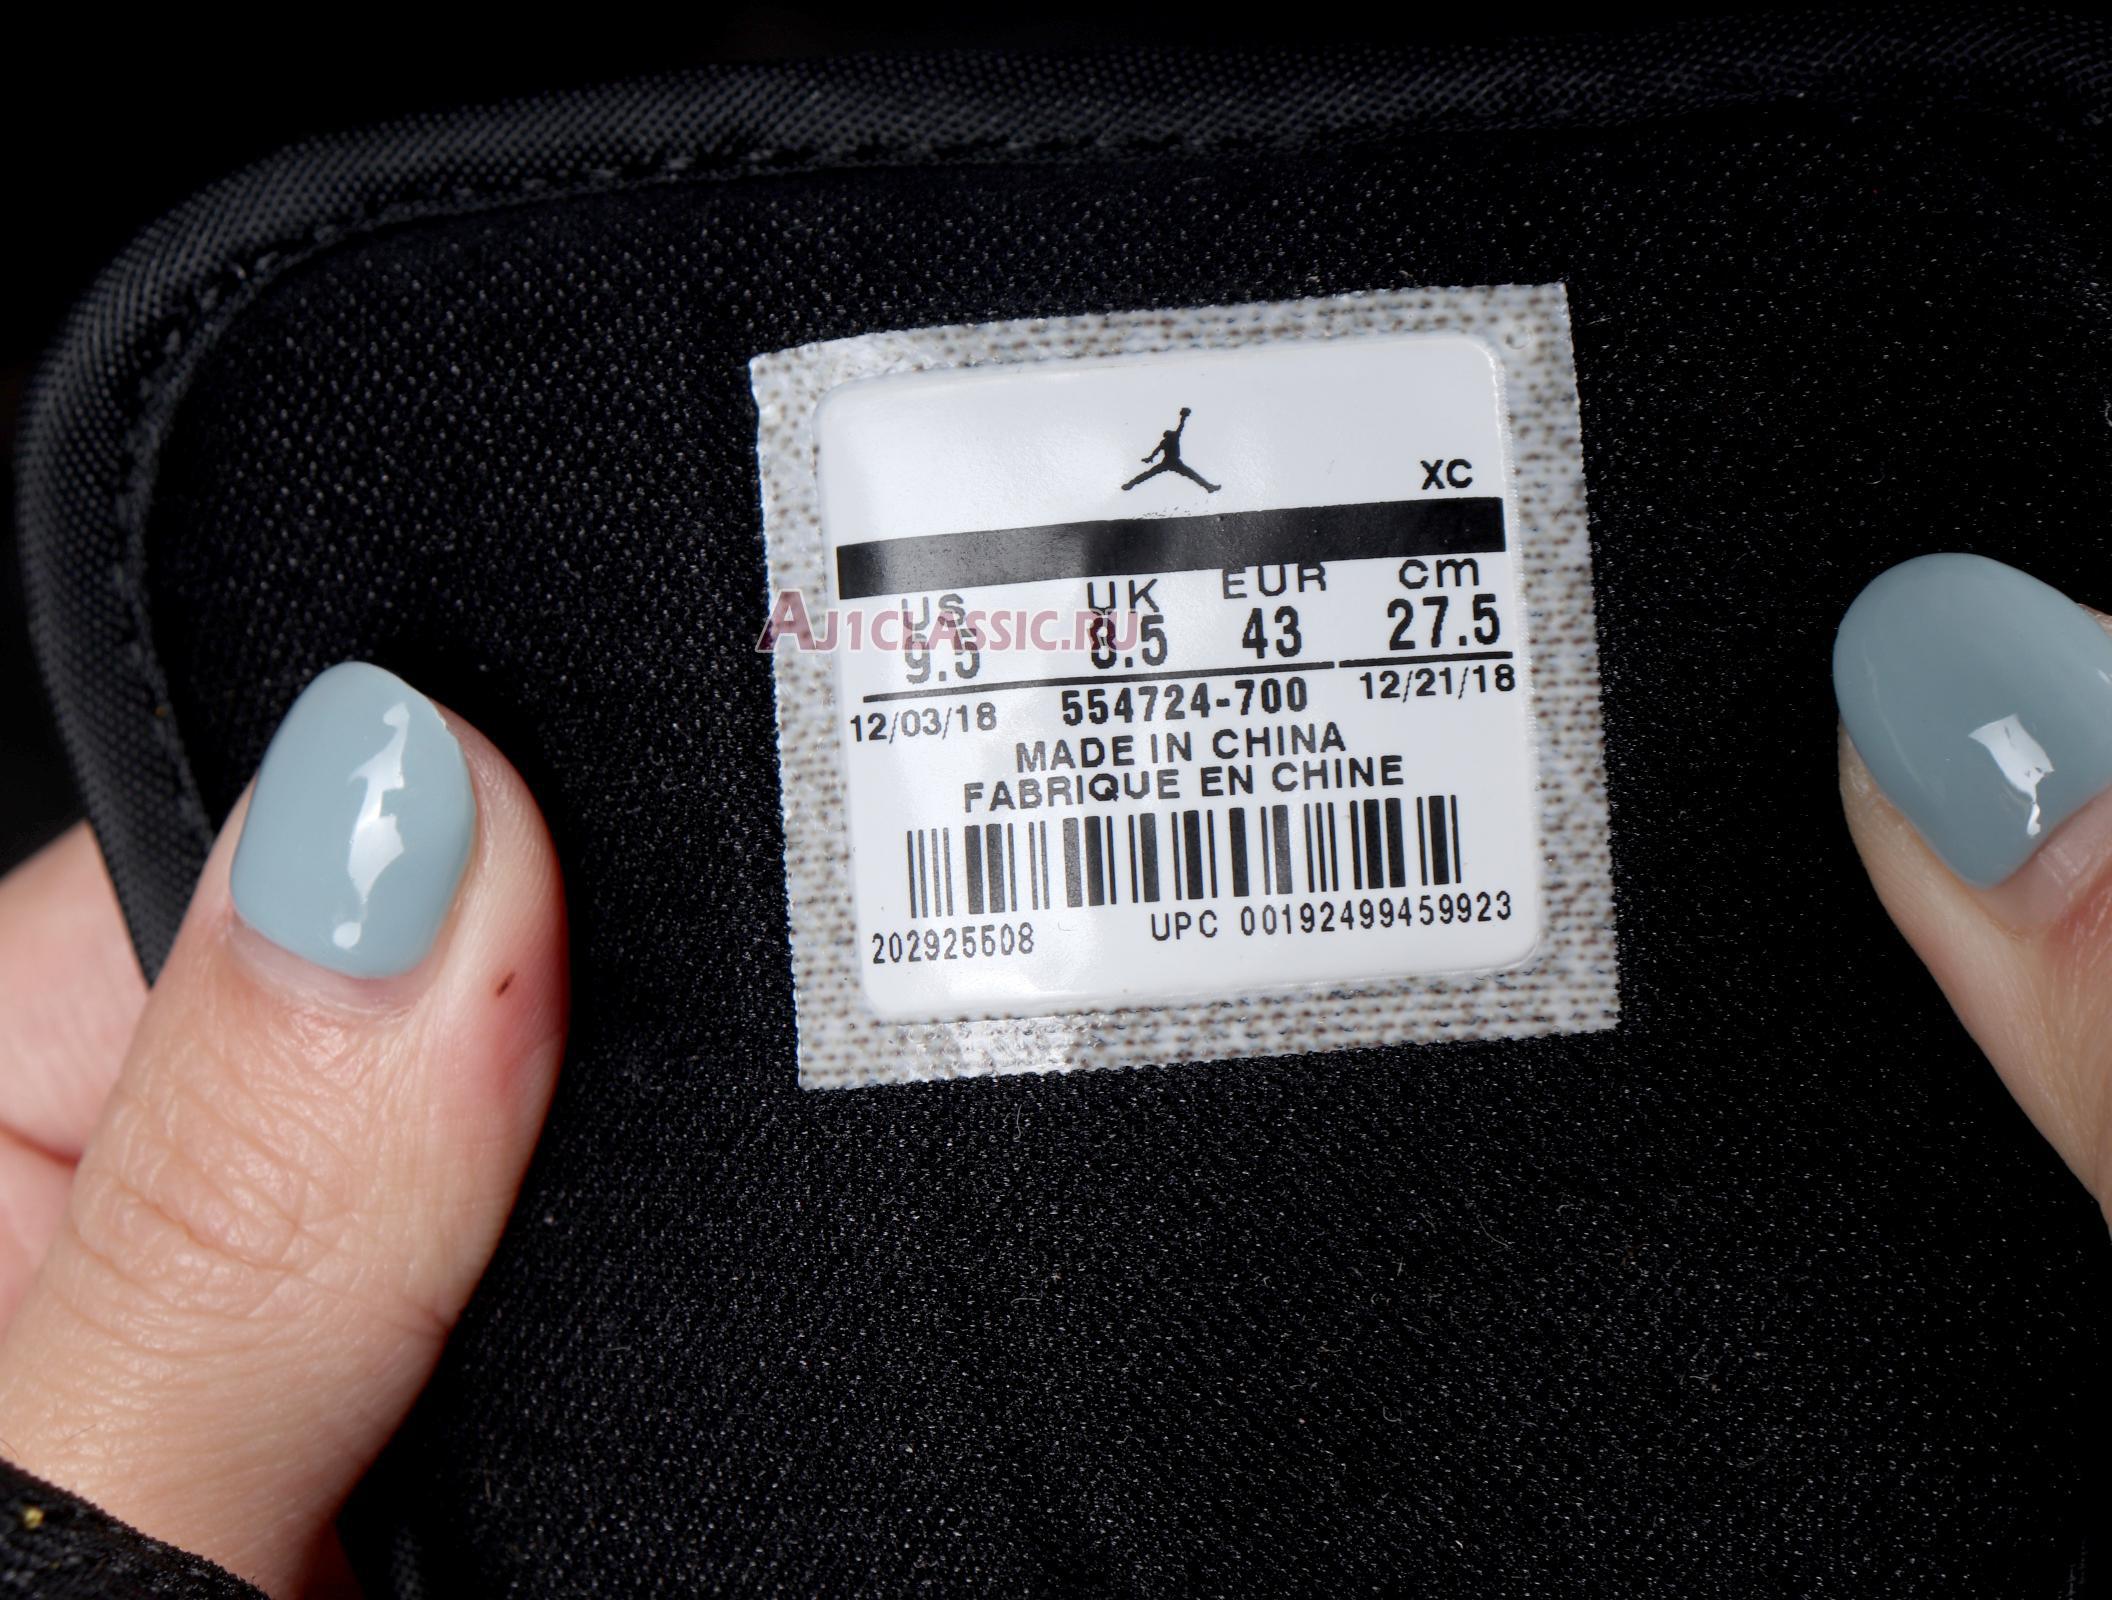 XC
US UK EUR cm
9.5 8.5 43 27.5
AJ1CLASSIC.RU
12/03/18 554724-700 12/21/18
MADE IN CHINA
FABRIQUE EN CHINE
202925508 UPC 00192499459923